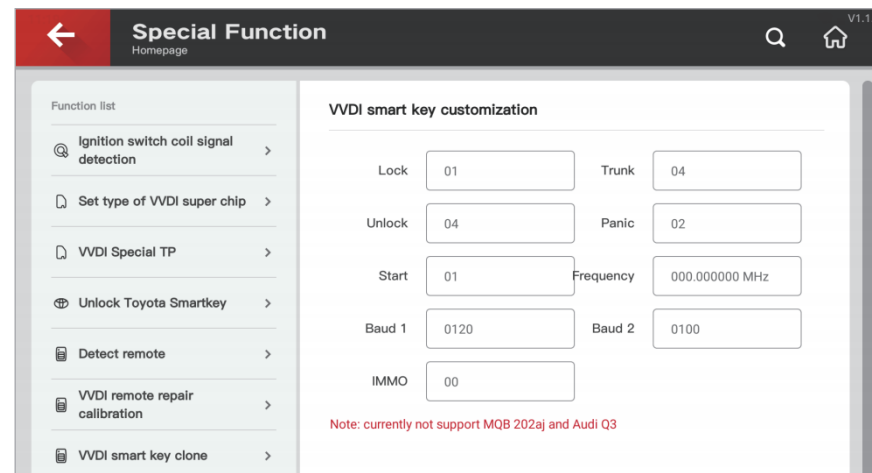 Special Function
Homepage
V1.1
Function list
Ignition switch coil signal
detection
Set type of VVDI super chip
VVDI Special TP
Unlock Toyota Smartkey
Detect remote
VVDI remote repair
calibration
VVDI smart key clone
VVDI smart key customization
Lock 01 Trunk 04
Unlock 04 Panic 02
Start 01 Frequency 000.000000 MHz
Baud 1 0120 Baud 2 0100
IMMO 00
Note: currently not support MQB 202aj and Audi Q3